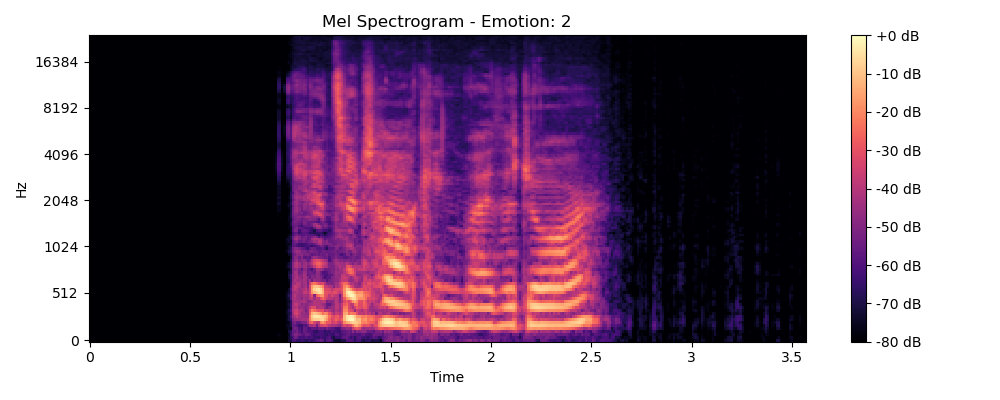 Mel Spectrogram - Emotion: 2
Hz
16384
8192
4096
2048
1024
512
0
0 0.5 1 1.5 2 2.5 3 3.5
Time
+0 dB
-10 dB
-20 dB
-30 dB
-40 dB
-50 dB
-60 dB
-70 dB
-80 dB